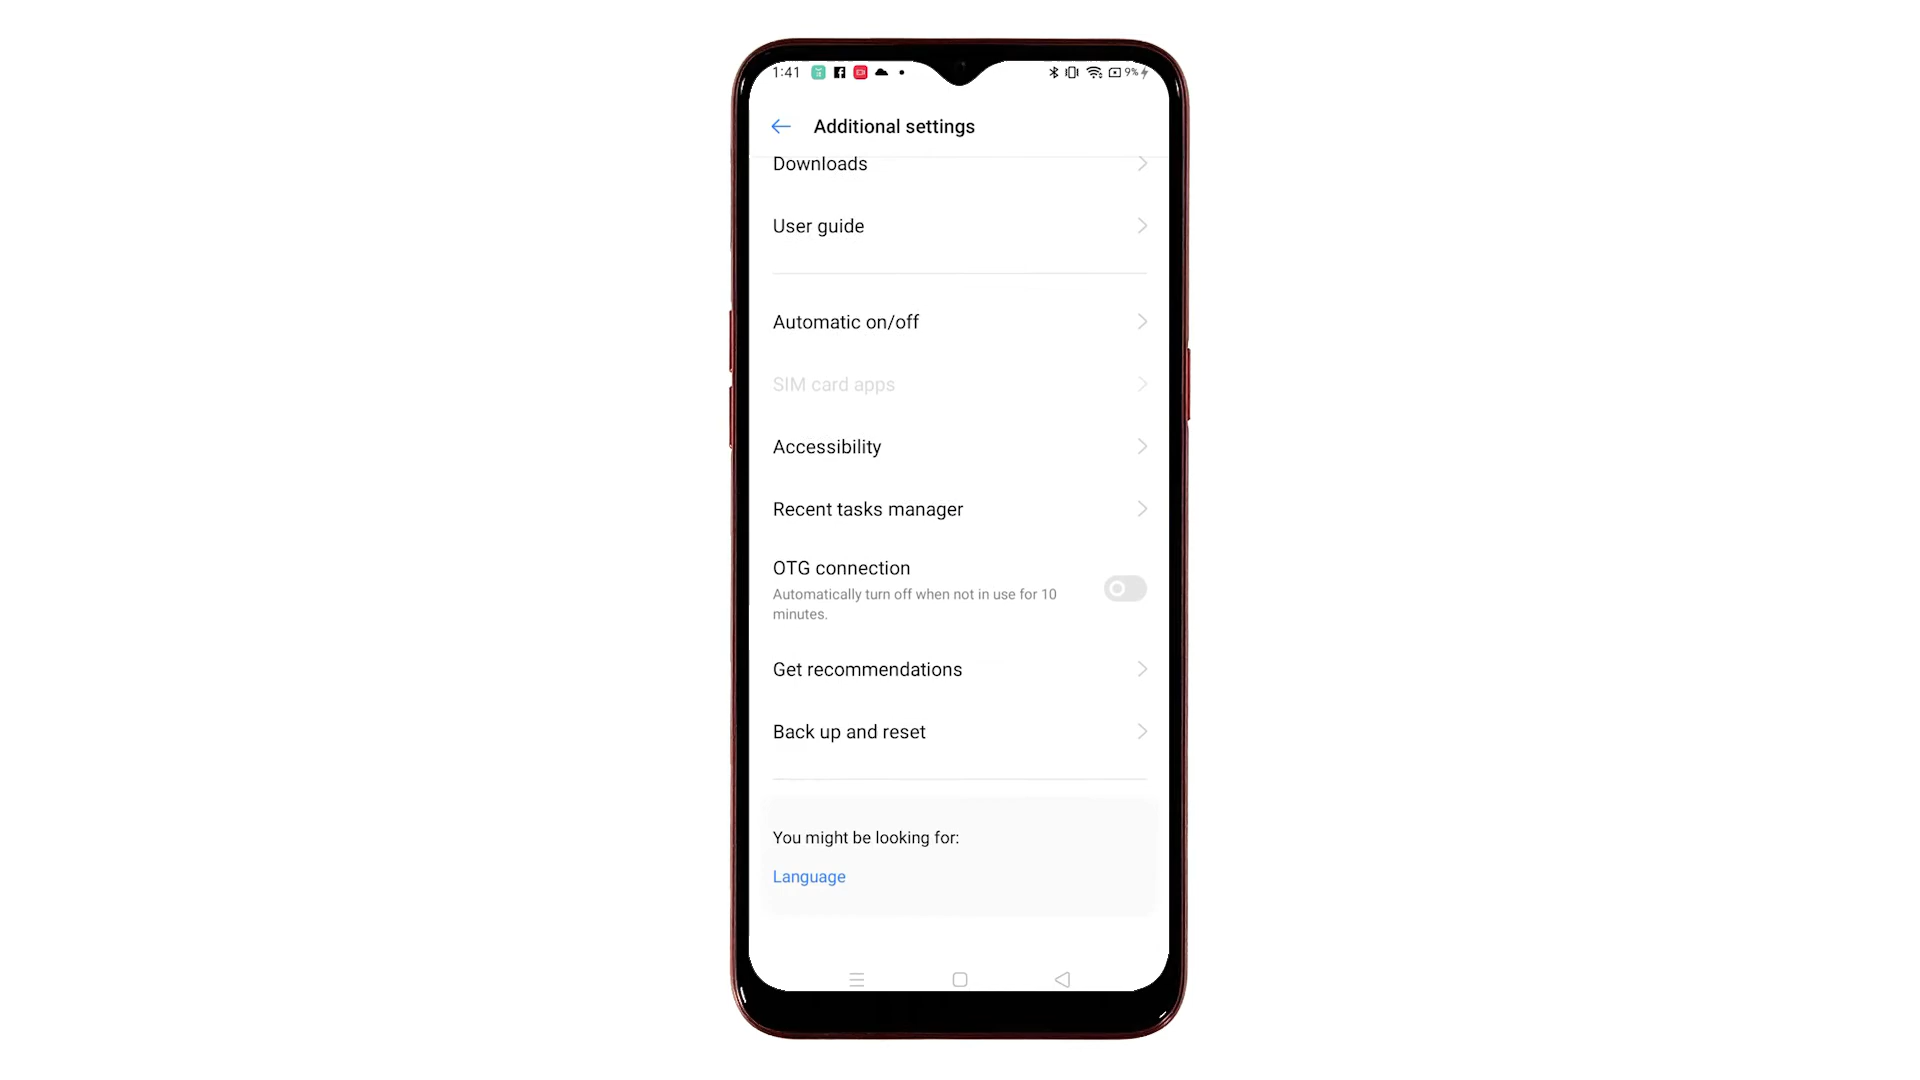 1:41 9%
Additional settings
Downloads
User guide
Automatic on/off
SIM card apps
Accessibility
Recent tasks manager
OTG connection
Automatically turn off when not in use for 10
minutes.
Get recommendations
Back up and reset
You might be looking for:
Language